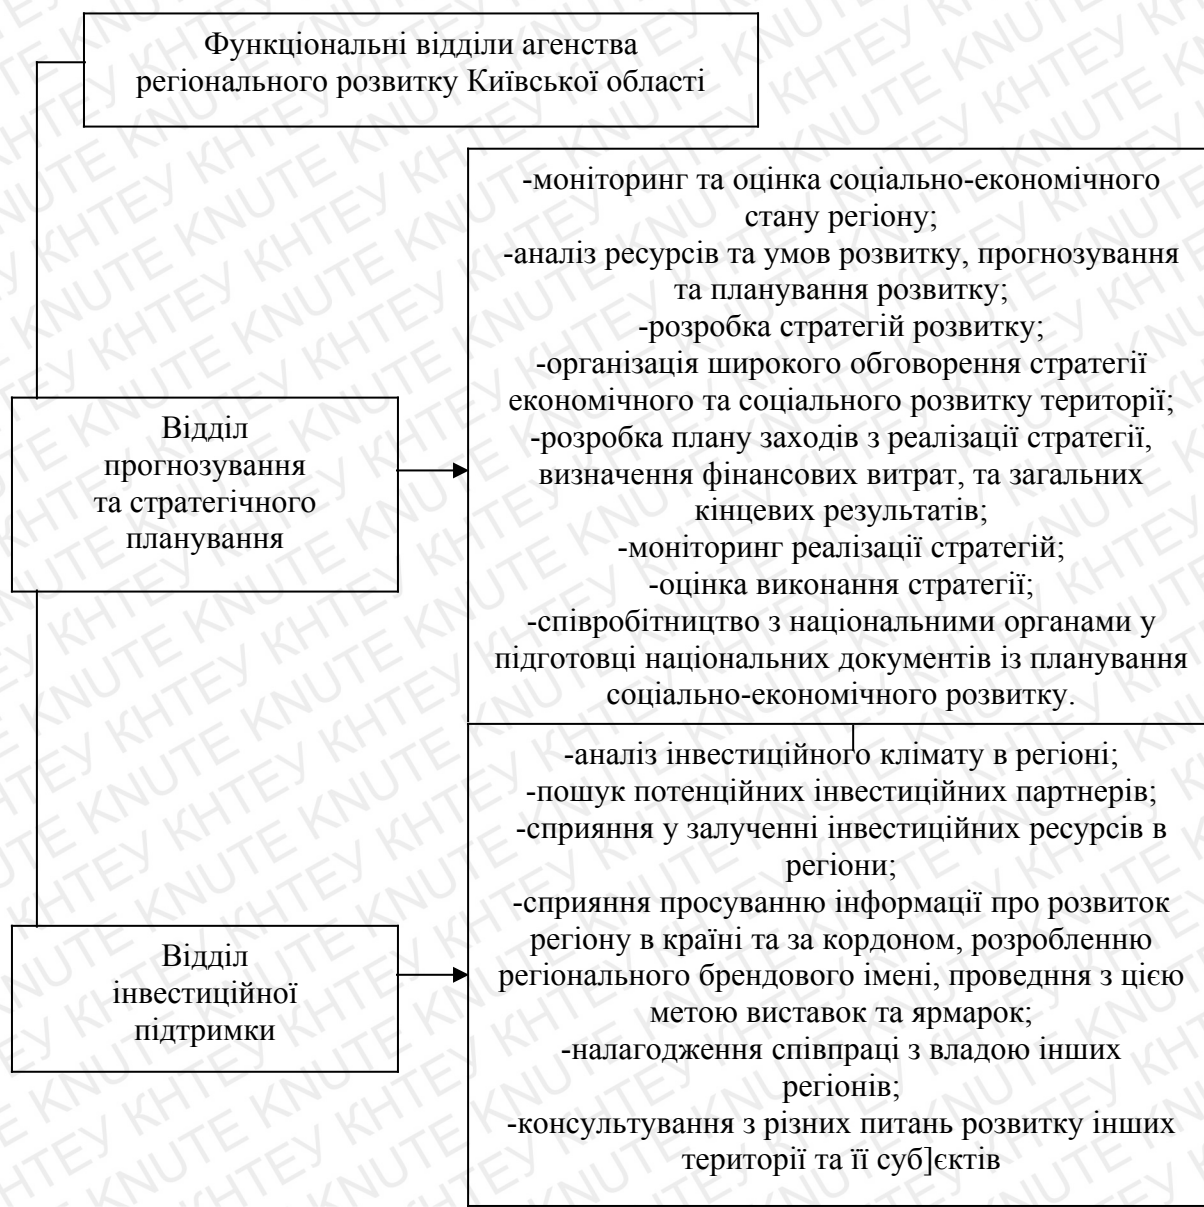 Функціональні відділи агенства
регіонального розвитку Київської області
-моніторинг та оцінка соціально-економічного
стану регіону;
-аналіз ресурсів та умов розвитку, прогнозування
та планування розвитку;
-розробка стратегій розвитку;
-організація широкого обговорення стратегії
економічного та соціального розвитку території;
-розробка плану заходів з реалізації стратегії,
визначення фінансових витрат, та загальних
кінцевих результатів;
-моніторинг реалізації стратегій;
-оцінка виконання стратегії;
-співробітництво з національними органами у
підготовці національних документів із планування
соціально-економічного розвитку.
Відділ
прогнозування
та стратегічного
планування
-аналіз інвестиційного клімату в регіоні;
-пошук потенційних інвестиційних партнерів;
-сприяння у залученні інвестиційних ресурсів в
регіони;
-сприяння просуванню інформації про розвиток
регіону в країні та за кордоном, розробленню
регіонального брендового імені, проведння з цією
метою виставок та ярмарок;
-налагодження співпраці з владою інших
регіонів;
-консультування з різних питань розвитку інших
території та її суб]єктів
Відділ
інвестиційної
підтримки